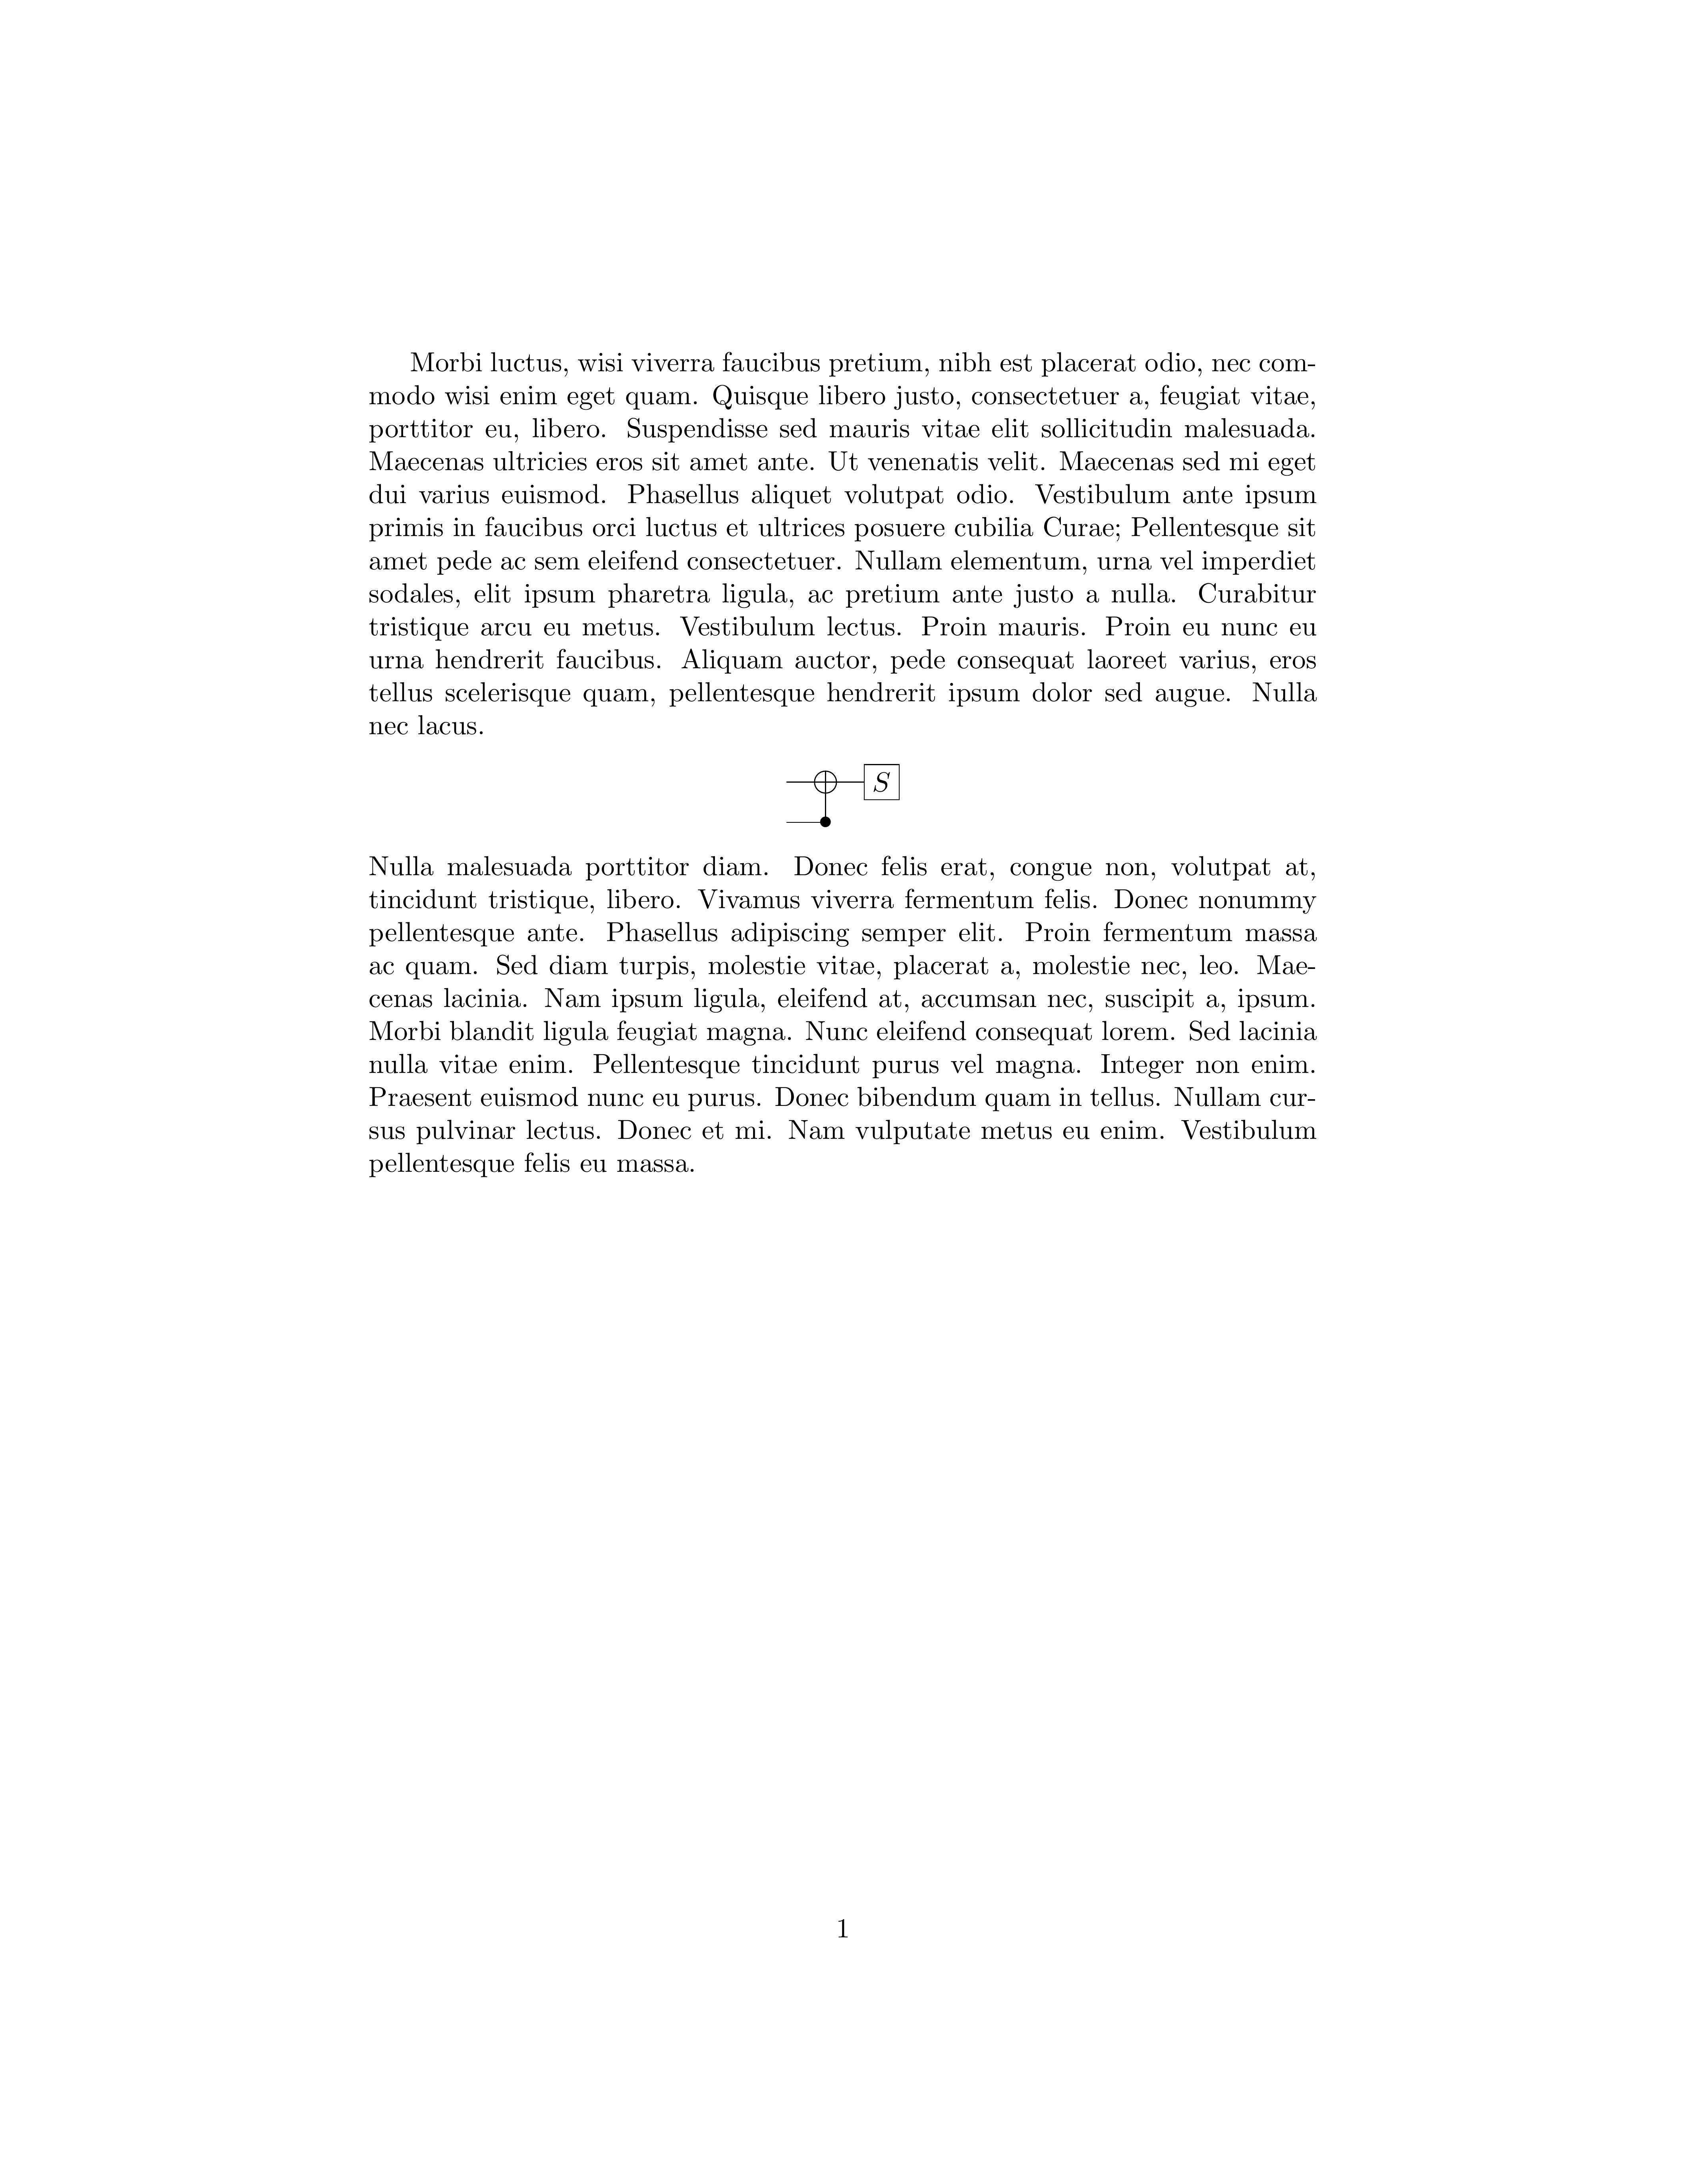 Morbi luctus, wisi viverra faucibus pretium, nibh est placerat odio, nec com-
modo wisi enim eget quam. Quisque libero justo, consectetuer a, feugiat vitae,
porttitor eu, libero. Suspendisse sed mauris vitae elit sollicitudin malesuada.
Maecenas ultricies eros sit amet ante. Ut venenatis velit. Maecenas sed mi eget
dui varius euismod. Phasellus aliquet volutpat odio. Vestibulum ante ipsum
primis in faucibus orci luctus et ultrices posuere cubilia Curae; Pellentesque sit
amet pede ac sem eleifend consectetuer. Nullam elementum, urna vel imperdiet
sodales, elit ipsum pharetra ligula, ac pretium ante justo a nulla. Curabitur
tristique arcu eu metus. Vestibulum lectus. Proin mauris. Proin eu nunc eu
urna hendrerit faucibus. Aliquam auctor, pede consequat laoreet varius, eros
tellus scelerisque quam, pellentesque hendrerit ipsum dolor sed augue. Nulla
nec lacus.
S
Nulla malesuada porttitor diam. Donec felis erat, congue non, volutpat at,
tincidunt tristique, libero. Vivamus viverra fermentum felis. Donec nonummy
pellentesque ante. Phasellus adipiscing semper elit. Proin fermentum massa
ac quam. Sed diam turpis, molestie vitae, placerat a, molestie nec, leo. Mae-
cenas lacinia. Nam ipsum ligula, eleifend at, accumsan nec, suscipit a, ipsum.
Morbi blandit ligula feugiat magna. Nunc eleifend consequat lorem. Sed lacinia
nulla vitae enim. Pellentesque tincidunt purus vel magna. Integer non enim.
Praesent euismod nunc eu purus. Donec bibendum quam in tellus. Nullam cur-
sus pulvinar lectus. Donec et mi. Nam vulputate metus eu enim. Vestibulum
pellentesque felis eu massa.
1